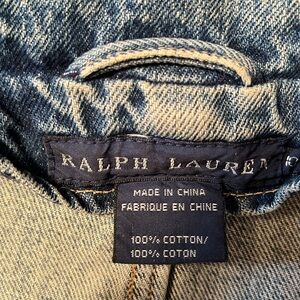 RALPH LAUREN
MADE IN CHINA
FABRIQUE EN CHINE
100% COTTON/
100% COTON